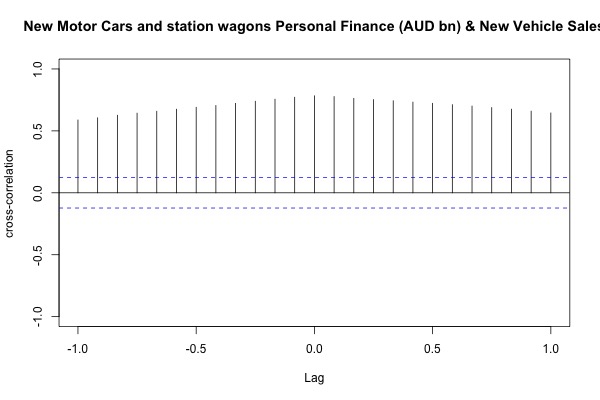 New Motor Cars and station wagons Personal Finance (AUD bn) & New Vehicle Sales
cross-correlation
1.0
0.5
0.0
-0.5
-1.0
-1.0 -0.5 0.0 0.5 1.0
Lag